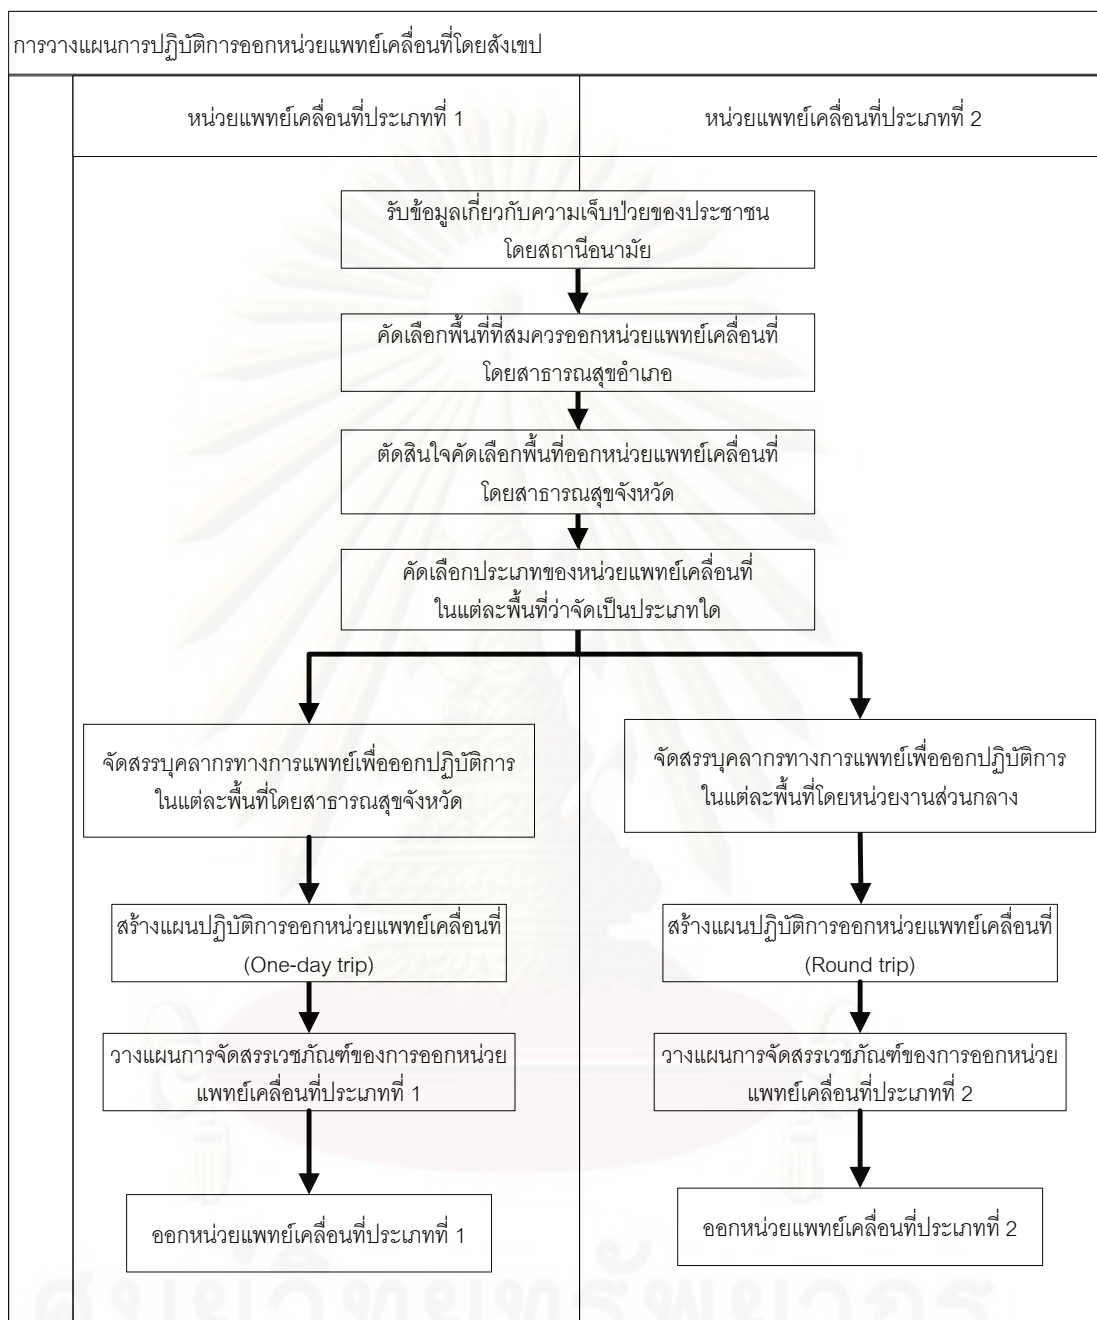 การวางแผนการปฏิบัติการออกหน่วยแพทย์เคลื่อนที่โดยสังเขป
หน่วยแพทย์เคลื่อนที่ประเภทที่ 1
หน่วยแพทย์เคลื่อนที่ประเภทที่ 2
รับข้อมูลเกี่ยวกับความเจ็บป่วยของประชาชน
โดยสถานีอนามัย
คัดเลือกพื้นที่ที่สมควรออกหน่วยแพทย์เคลื่อนที่
โดยสาธารณสุขอำเภอ
ตัดสินใจคัดเลือกพื้นที่ออกหน่วยแพทย์เคลื่อนที่
โดยสาธารณสุขจังหวัด
คัดเลือกประเภทของหน่วยแพทย์เคลื่อนที่
ในแต่ละพื้นที่ว่าจัดเป็นประเภทใด
จัดสรรบุคลากรทางการแพทย์เพื่อออกปฏิบัติการ
ในแต่ละพื้นที่โดยสาธารณสุขจังหวัด
จัดสรรบุคลากรทางการแพทย์เพื่อออกปฏิบัติการ
ในแต่ละพื้นที่โดยหน่วยงานส่วนกลาง
สร้างแผนปฏิบัติการออกหน่วยแพทย์เคลื่อนที่
(One-day trip)
สร้างแผนปฏิบัติการออกหน่วยแพทย์เคลื่อนที่
(Round trip)
วางแผนการจัดสรรเวชภัณฑ์ของการออกหน่วย
แพทย์เคลื่อนที่ประเภทที่ 1
วางแผนการจัดสรรเวชภัณฑ์ของการออกหน่วย
แพทย์เคลื่อนที่ประเภทที่ 2
ออกหน่วยแพทย์เคลื่อนที่ประเภทที่ 1
ออกหน่วยแพทย์เคลื่อนที่ประเภทที่ 2
ศูนย์วิทยทรัพยากร